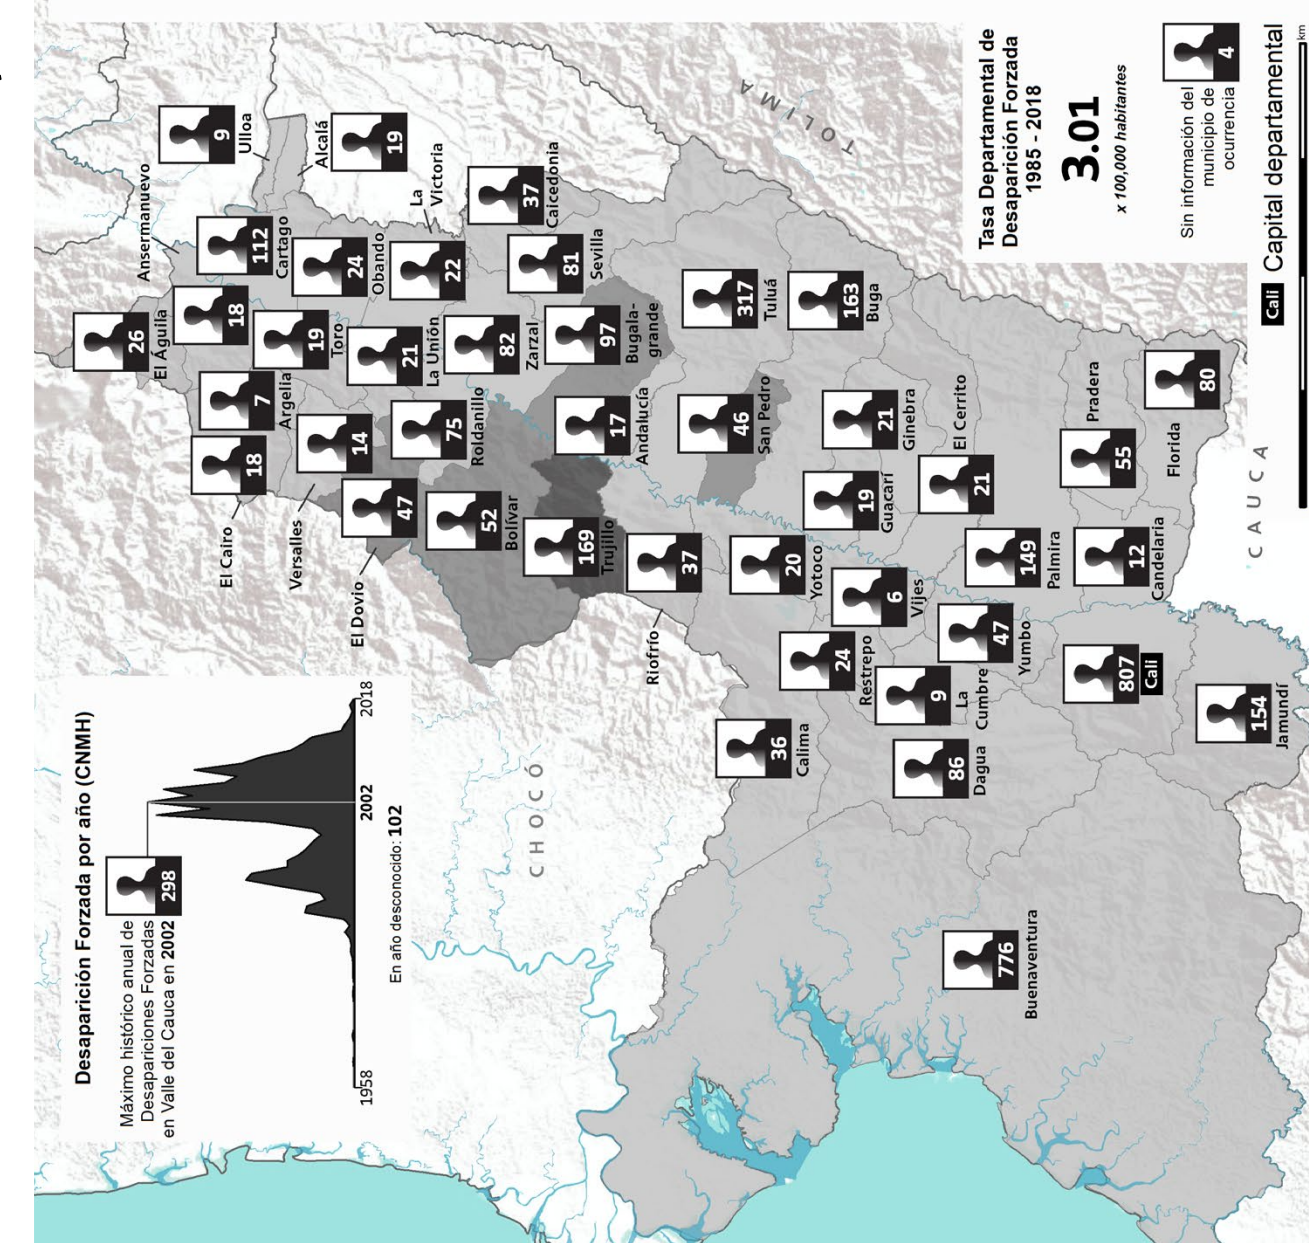 Desaparición Forzada por año (CNMH)
Máximo histórico anual de
Desapariciones Forzadas
en Valle del Cauca en 2002
298
1958
2002
2018
En año desconocido: 102
CHOCÓ
TOLIMA
CAUCA
26
El Águila
Ansermanuevo
18
9
Ulloa
Alcalá
19
112
Cartago
7
Argelia
18
El Cairo
19
Toro
24
Obando
La
Victoria
22
14
Versalles
21
La Unión
37
Caicedonia
47
El Dovio
75
Roldanillo
82
Zarzal
81
Sevilla
52
Bolívar
97
Bugala-
grande
169
Trujillo
17
Andalucía
37
Riofrío
46
San Pedro
317
Tuluá
163
Buga
20
Yotoco
36
Calima
24
Restrepo
6
Vijes
19
Guacarí
21
Ginebra
El Cerrito
21
9
La
Cumbre
86
Dagua
47
Yumbo
149
Palmira
Pradera
55
12
Candelaria
Florida
80
807
Cali
154
Jamundí
776
Buenaventura
Tasa Departamental de
Desaparición Forzada
1985 - 2018
3.01
x 100,000 habitantes
Sin información del
municipio de
ocurrencia
4
Cali Capital departamental
km